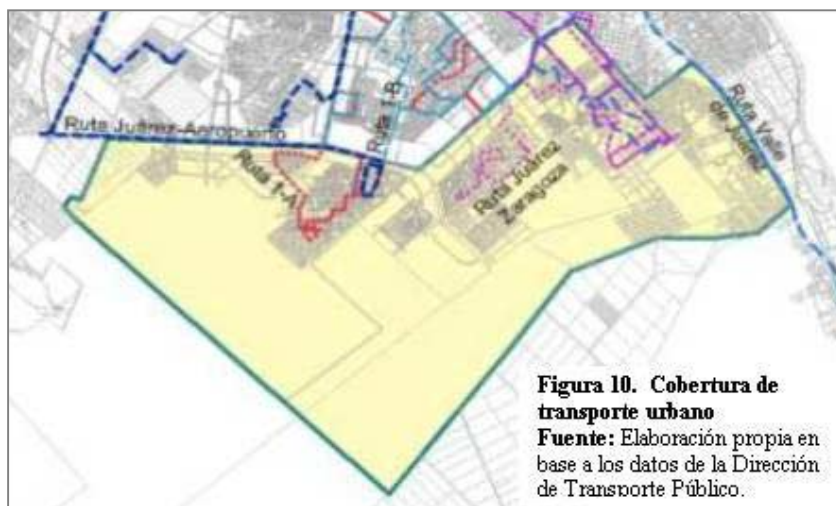 Ruta Juárez-Aeropuerto
Ruta 1-B
Ruta 1-A
Ruta Juárez
Zaragoza
Ruta Valle
de Juárez
Figura 10. Cobertura de
transporte urbano
Fuente: Elaboración propia en
base a los datos de la Dirección
de Transporte Público.